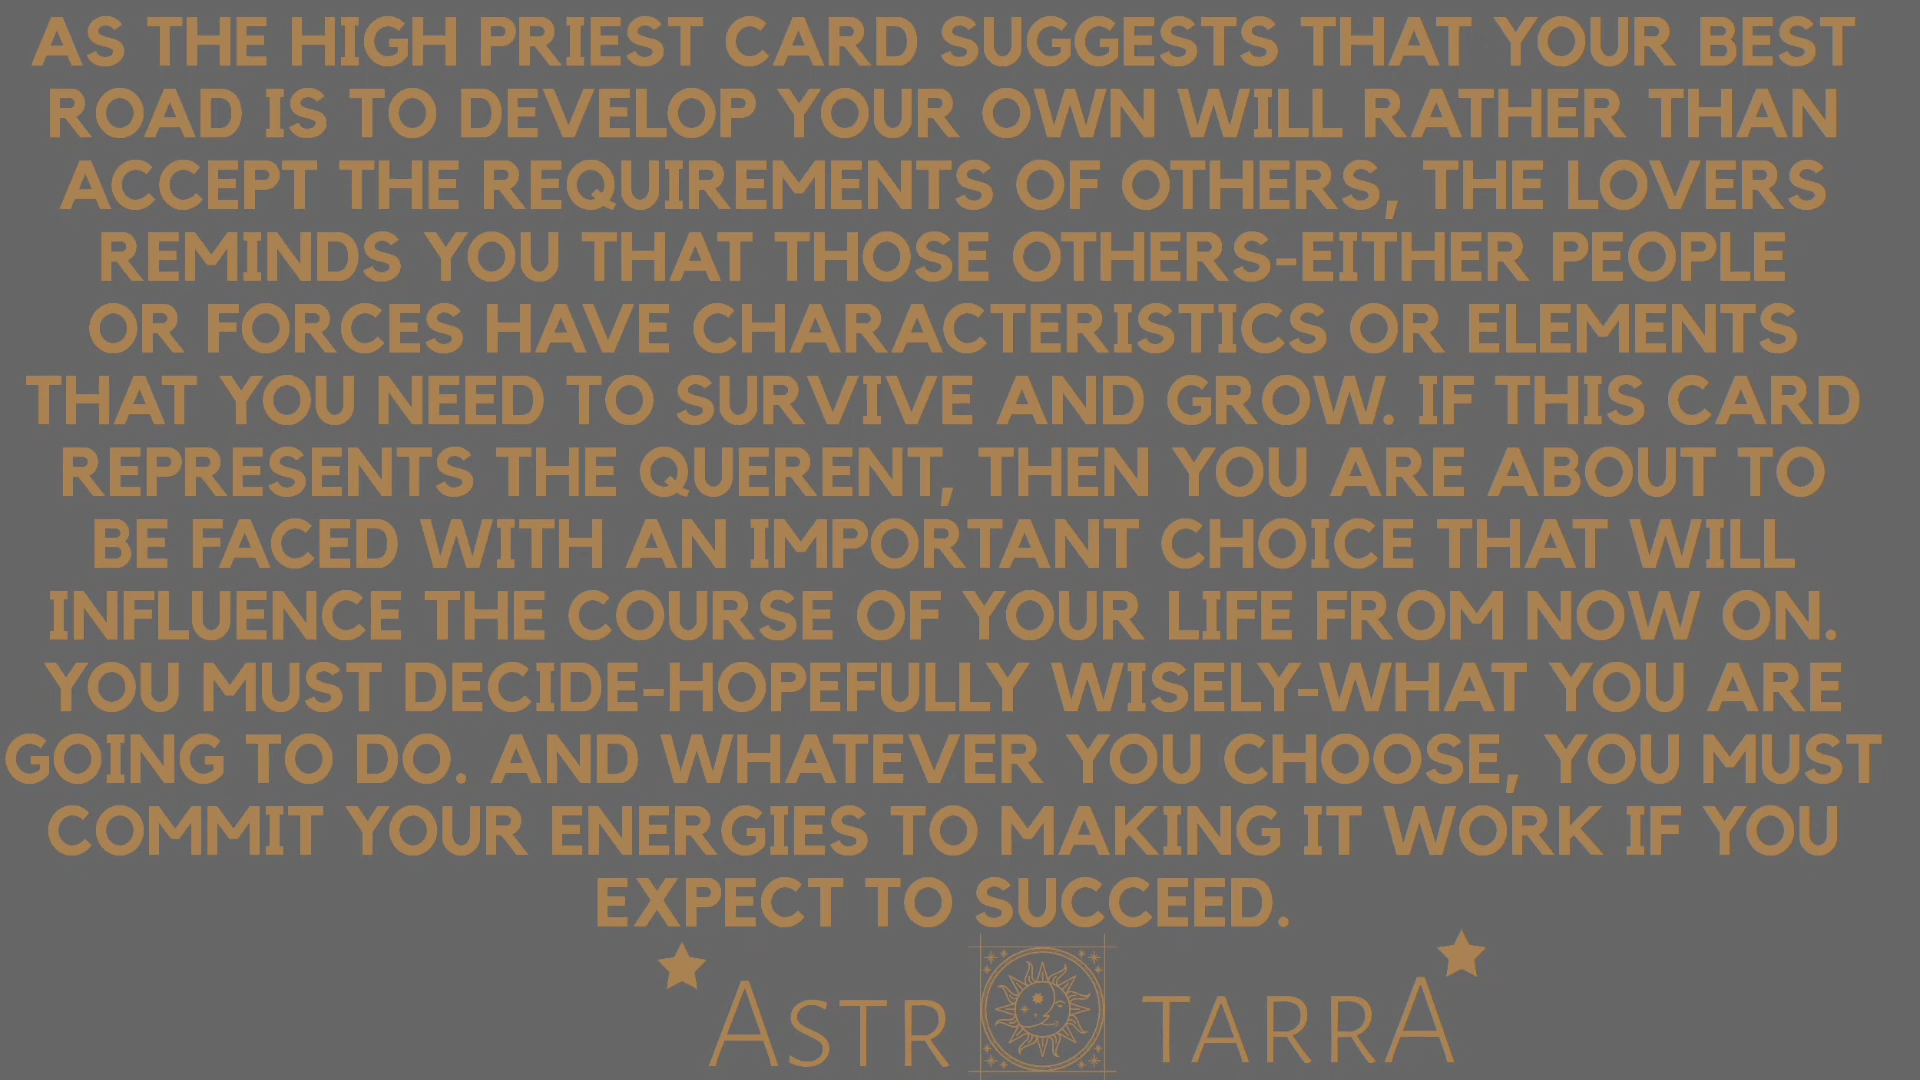 AS THE HIGH PRIEST CARD SUGGESTS THAT YOUR BEST
ROAD IS TO DEVELOP YOUR OWN WILL RATHER THAN
ACCEPT THE REQUIREMENTS OF OTHERS, THE LOVERS
REMINDS YOU THAT THOSE OTHERS-EITHER PEOPLE
OR FORCES HAVE CHARACTERISTICS OR ELEMENTS
THAT YOU NEED TO SURVIVE AND GROW. IF THIS CARD
REPRESENTS THE QUERENT, THEN YOU ARE ABOUT TO
BE FACED WITH AN IMPORTANT CHOICE THAT WILL
INFLUENCE THE COURSE OF YOUR LIFE FROM NOW ON.
YOU MUST DECIDE-HOPEFULLY WISELY-WHAT YOU ARE
GOING TO DO. AND WHATEVER YOU CHOOSE, YOU MUST
COMMIT YOUR ENERGIES TO MAKING IT WORK IF YOU
EXPECT TO SUCCEED.
ASTR TARRA